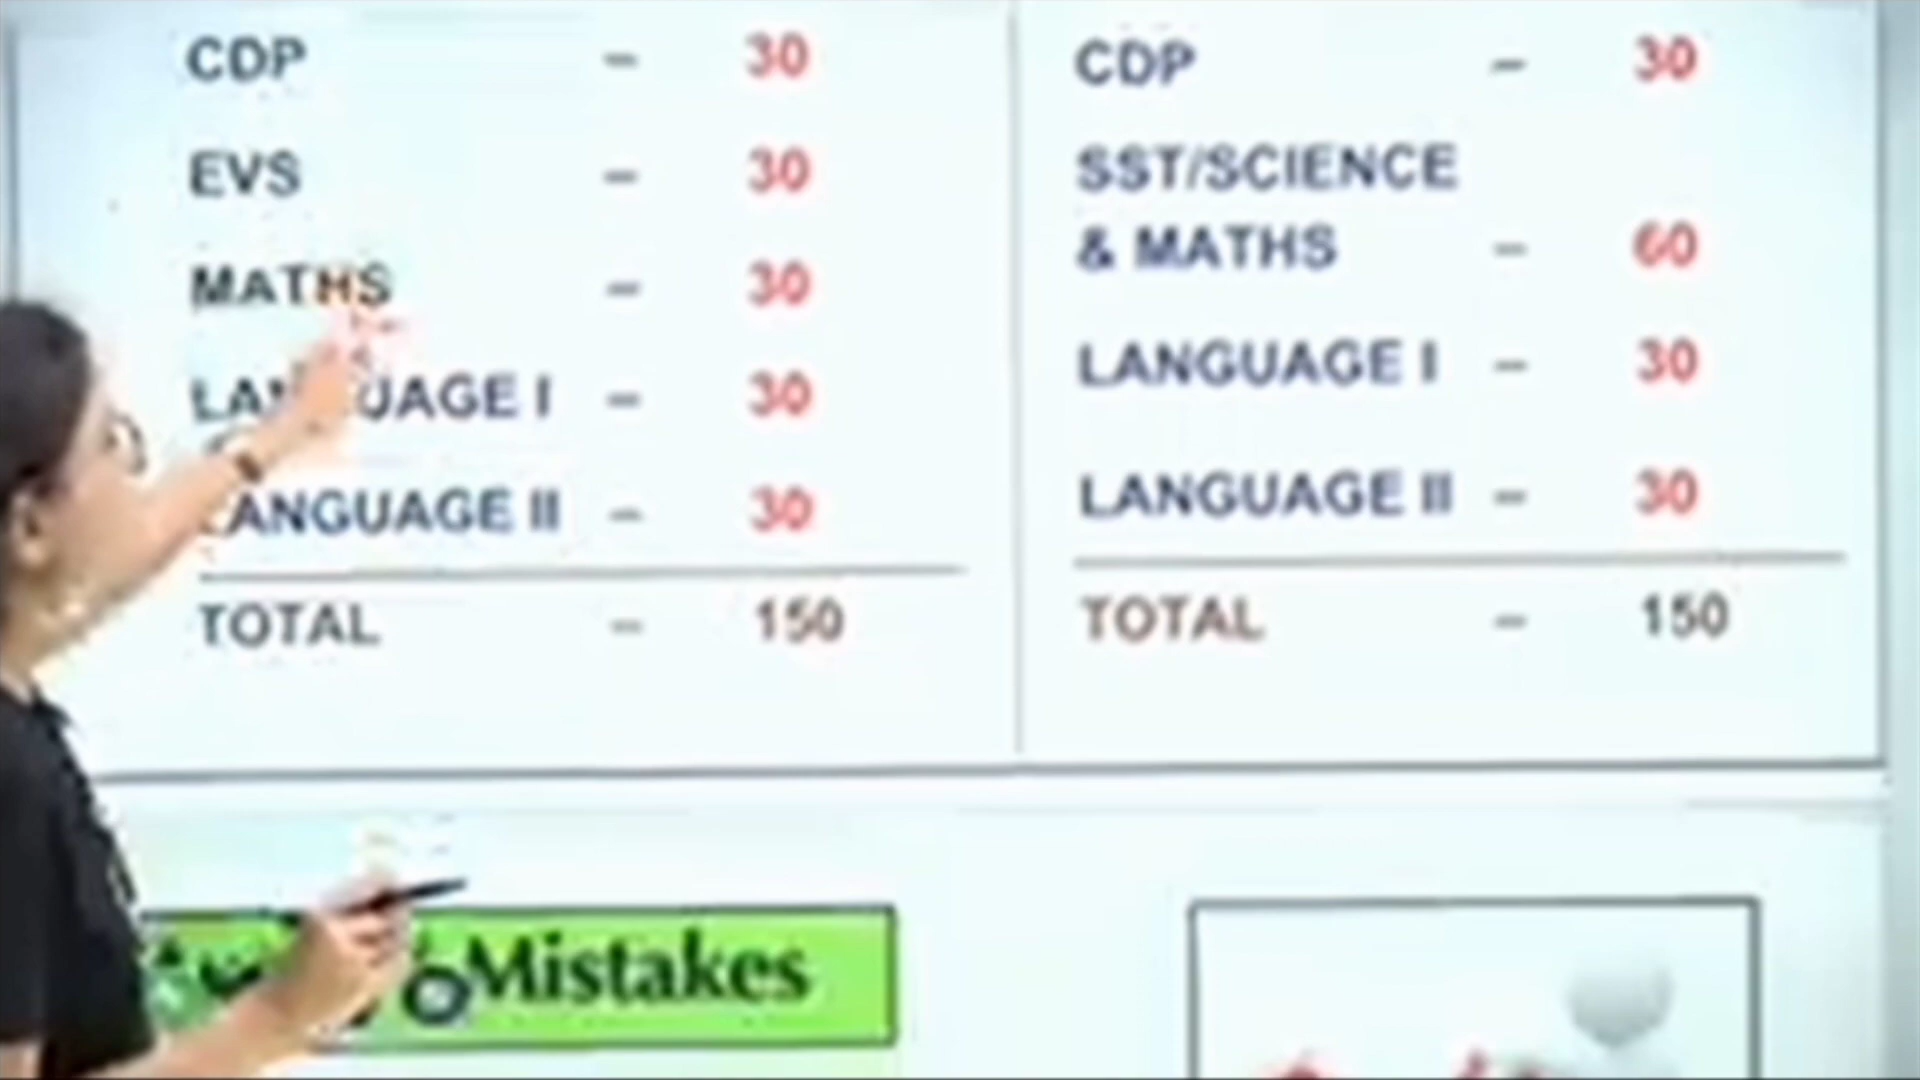 CDP – 30
EVS – 30
MATHS – 30
LANGUAGE I – 30
LANGUAGE II – 30
TOTAL – 150
CDP – 30
SST/SCIENCE
& MATHS – 60
LANGUAGE I – 30
LANGUAGE II – 30
TOTAL – 150
Mistakes